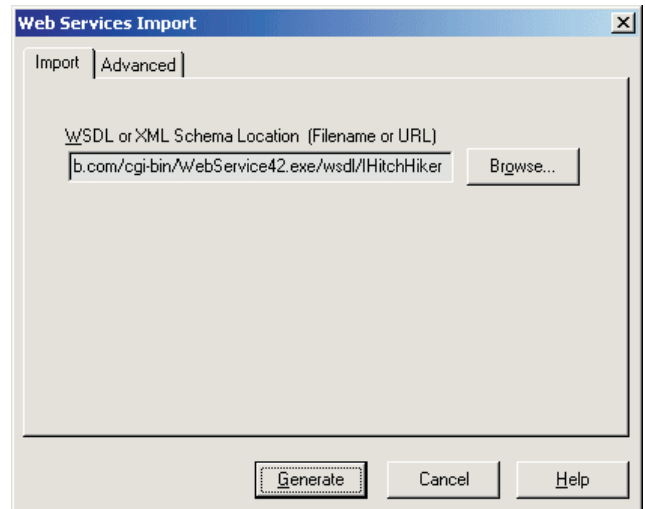 Web Services Import
Import Advanced
WSDL or XML Schema Location (Filename or URL)
b.com/cgi-bin/WebService42.exe/wsdl/IHitchHiker Browse...
Generate Cancel Help